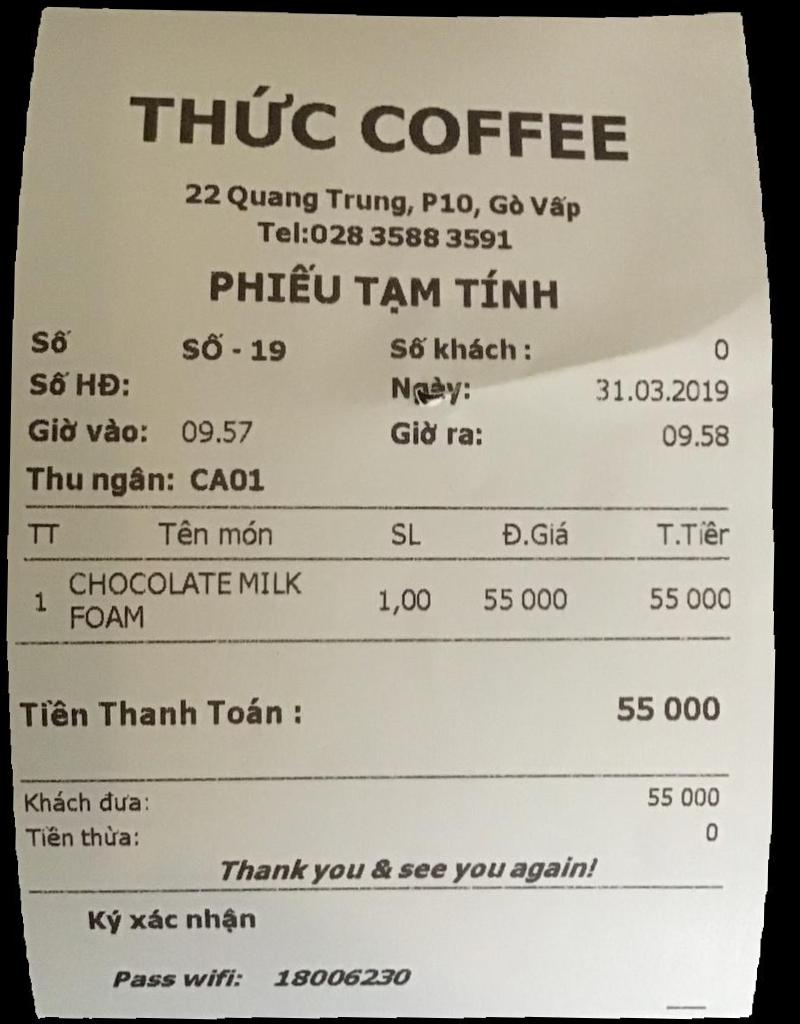 THỨC COFFEE
22 Quang Trung, P10, Gò Vấp
Tel:028 3588 3591
PHIẾU TẠM TÍNH
Số SỐ - 19 Số khách : 0
Số HĐ: Ngày: 31.03.2019
Giờ vào: 09.57 Giờ ra: 09.58
Thu ngân: CA01
TT Tên món SL Đ.Giá T.Tiền
1 CHOCOLATE MILK FOAM 1,00 55 000 55 000
Tiền Thanh Toán : 55 000
Khách đưa: 55 000
Tiền thừa: 0
Thank you & see you again!
Ký xác nhận
Pass wifi: 18006230